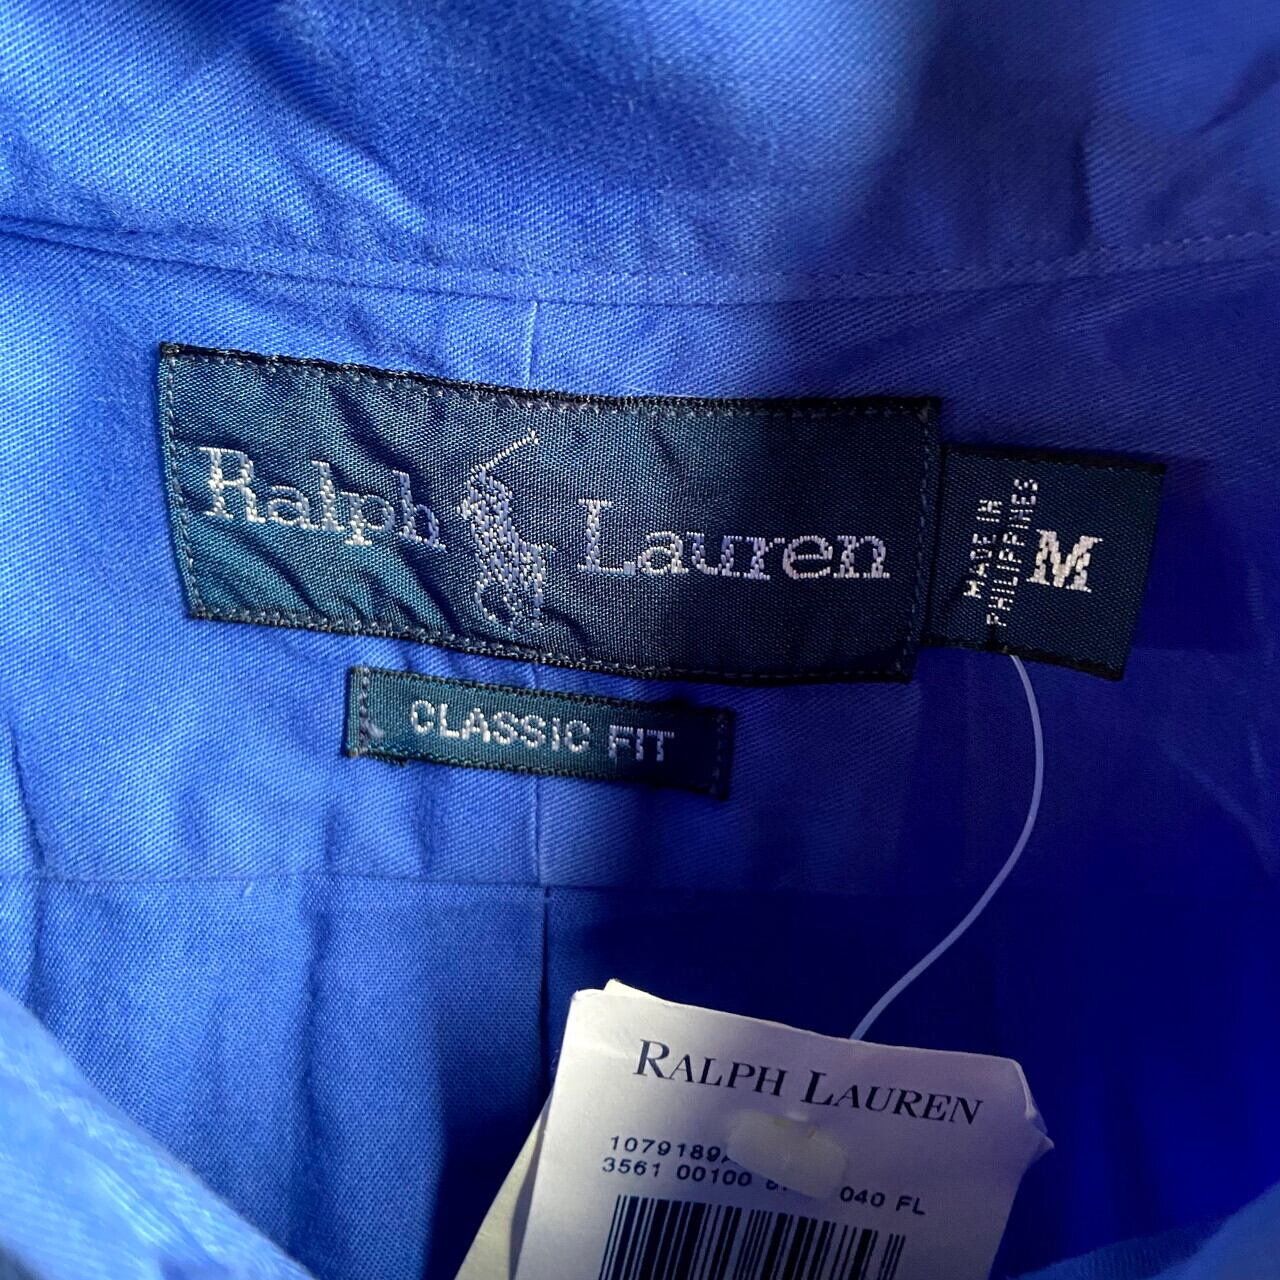 Ralph Lauren
MADE IN
PHILIPPINES
M
CLASSIC FIT
RALPH LAUREN
1079189
3561 00100 040 FL